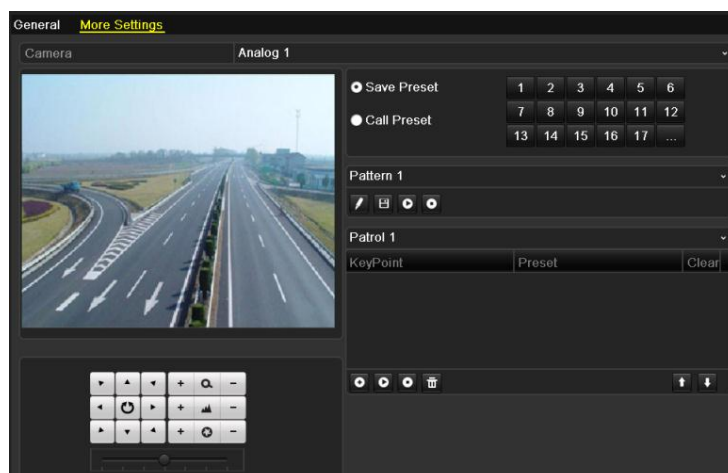 General More Settings
Camera Analog 1
Save Preset
Call Preset
1 2 3 4 5 6
7 8 9 10 11 12
13 14 15 16 17 ...
Pattern 1
Patrol 1
KeyPoint Preset Clear
+ -
+ -
+ -